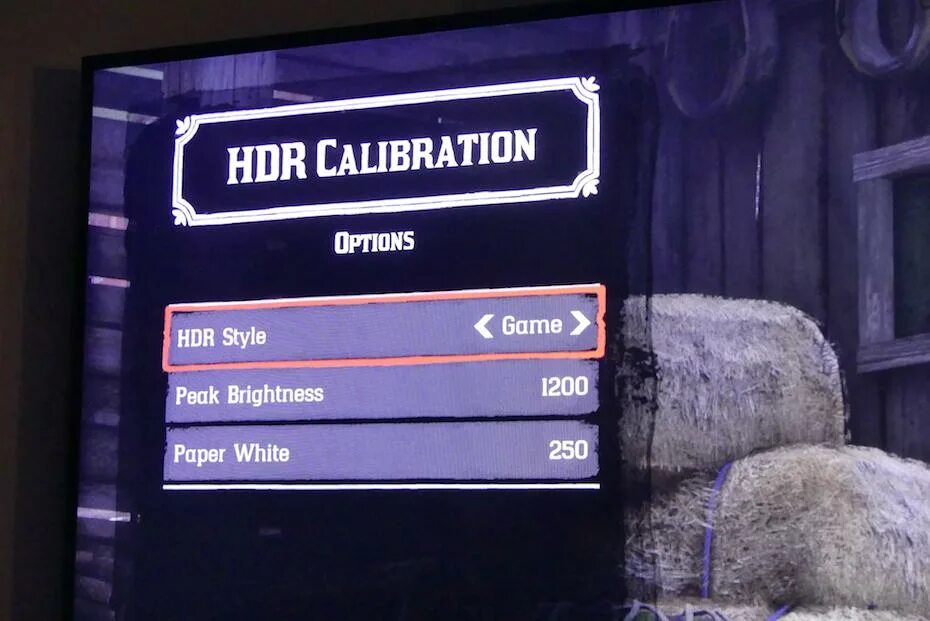 HDR CALIBRATION
OPTIONS
HDR Style Game
Peak Brightness 1200
Paper White 250